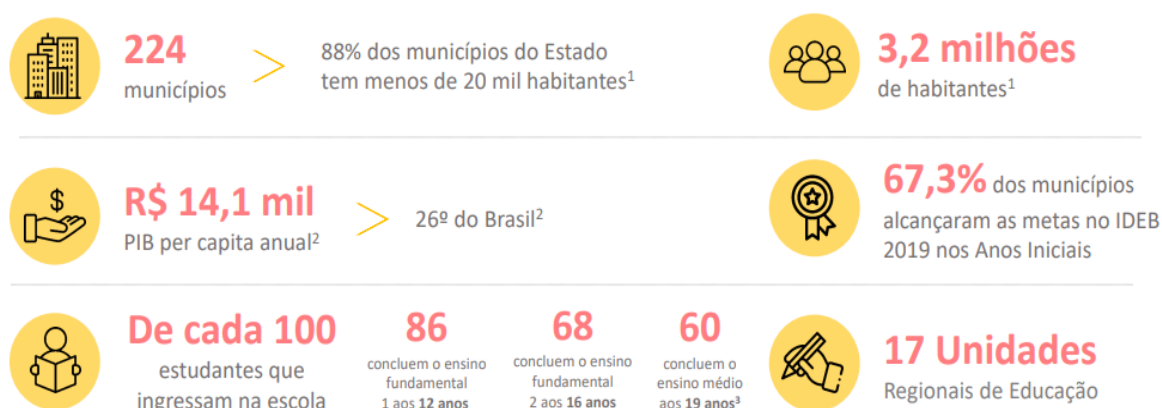 224
municípios
88% dos municípios do Estado
tem menos de 20 mil habitantes¹
3,2 milhões
de habitantes¹
$
R$ 14,1 mil
PIB per capita anual²
26º do Brasil²
67,3% dos municípios
alcançaram as metas no IDEB
2019 nos Anos Iniciais
De cada 100
estudantes que
ingressam na escola
86
concluem o ensino
fundamental
1 aos 12 anos
68
concluem o ensino
fundamental
2 aos 16 anos
60
concluem o
ensino médio
aos 19 anos³
17 Unidades
Regionais de Educação